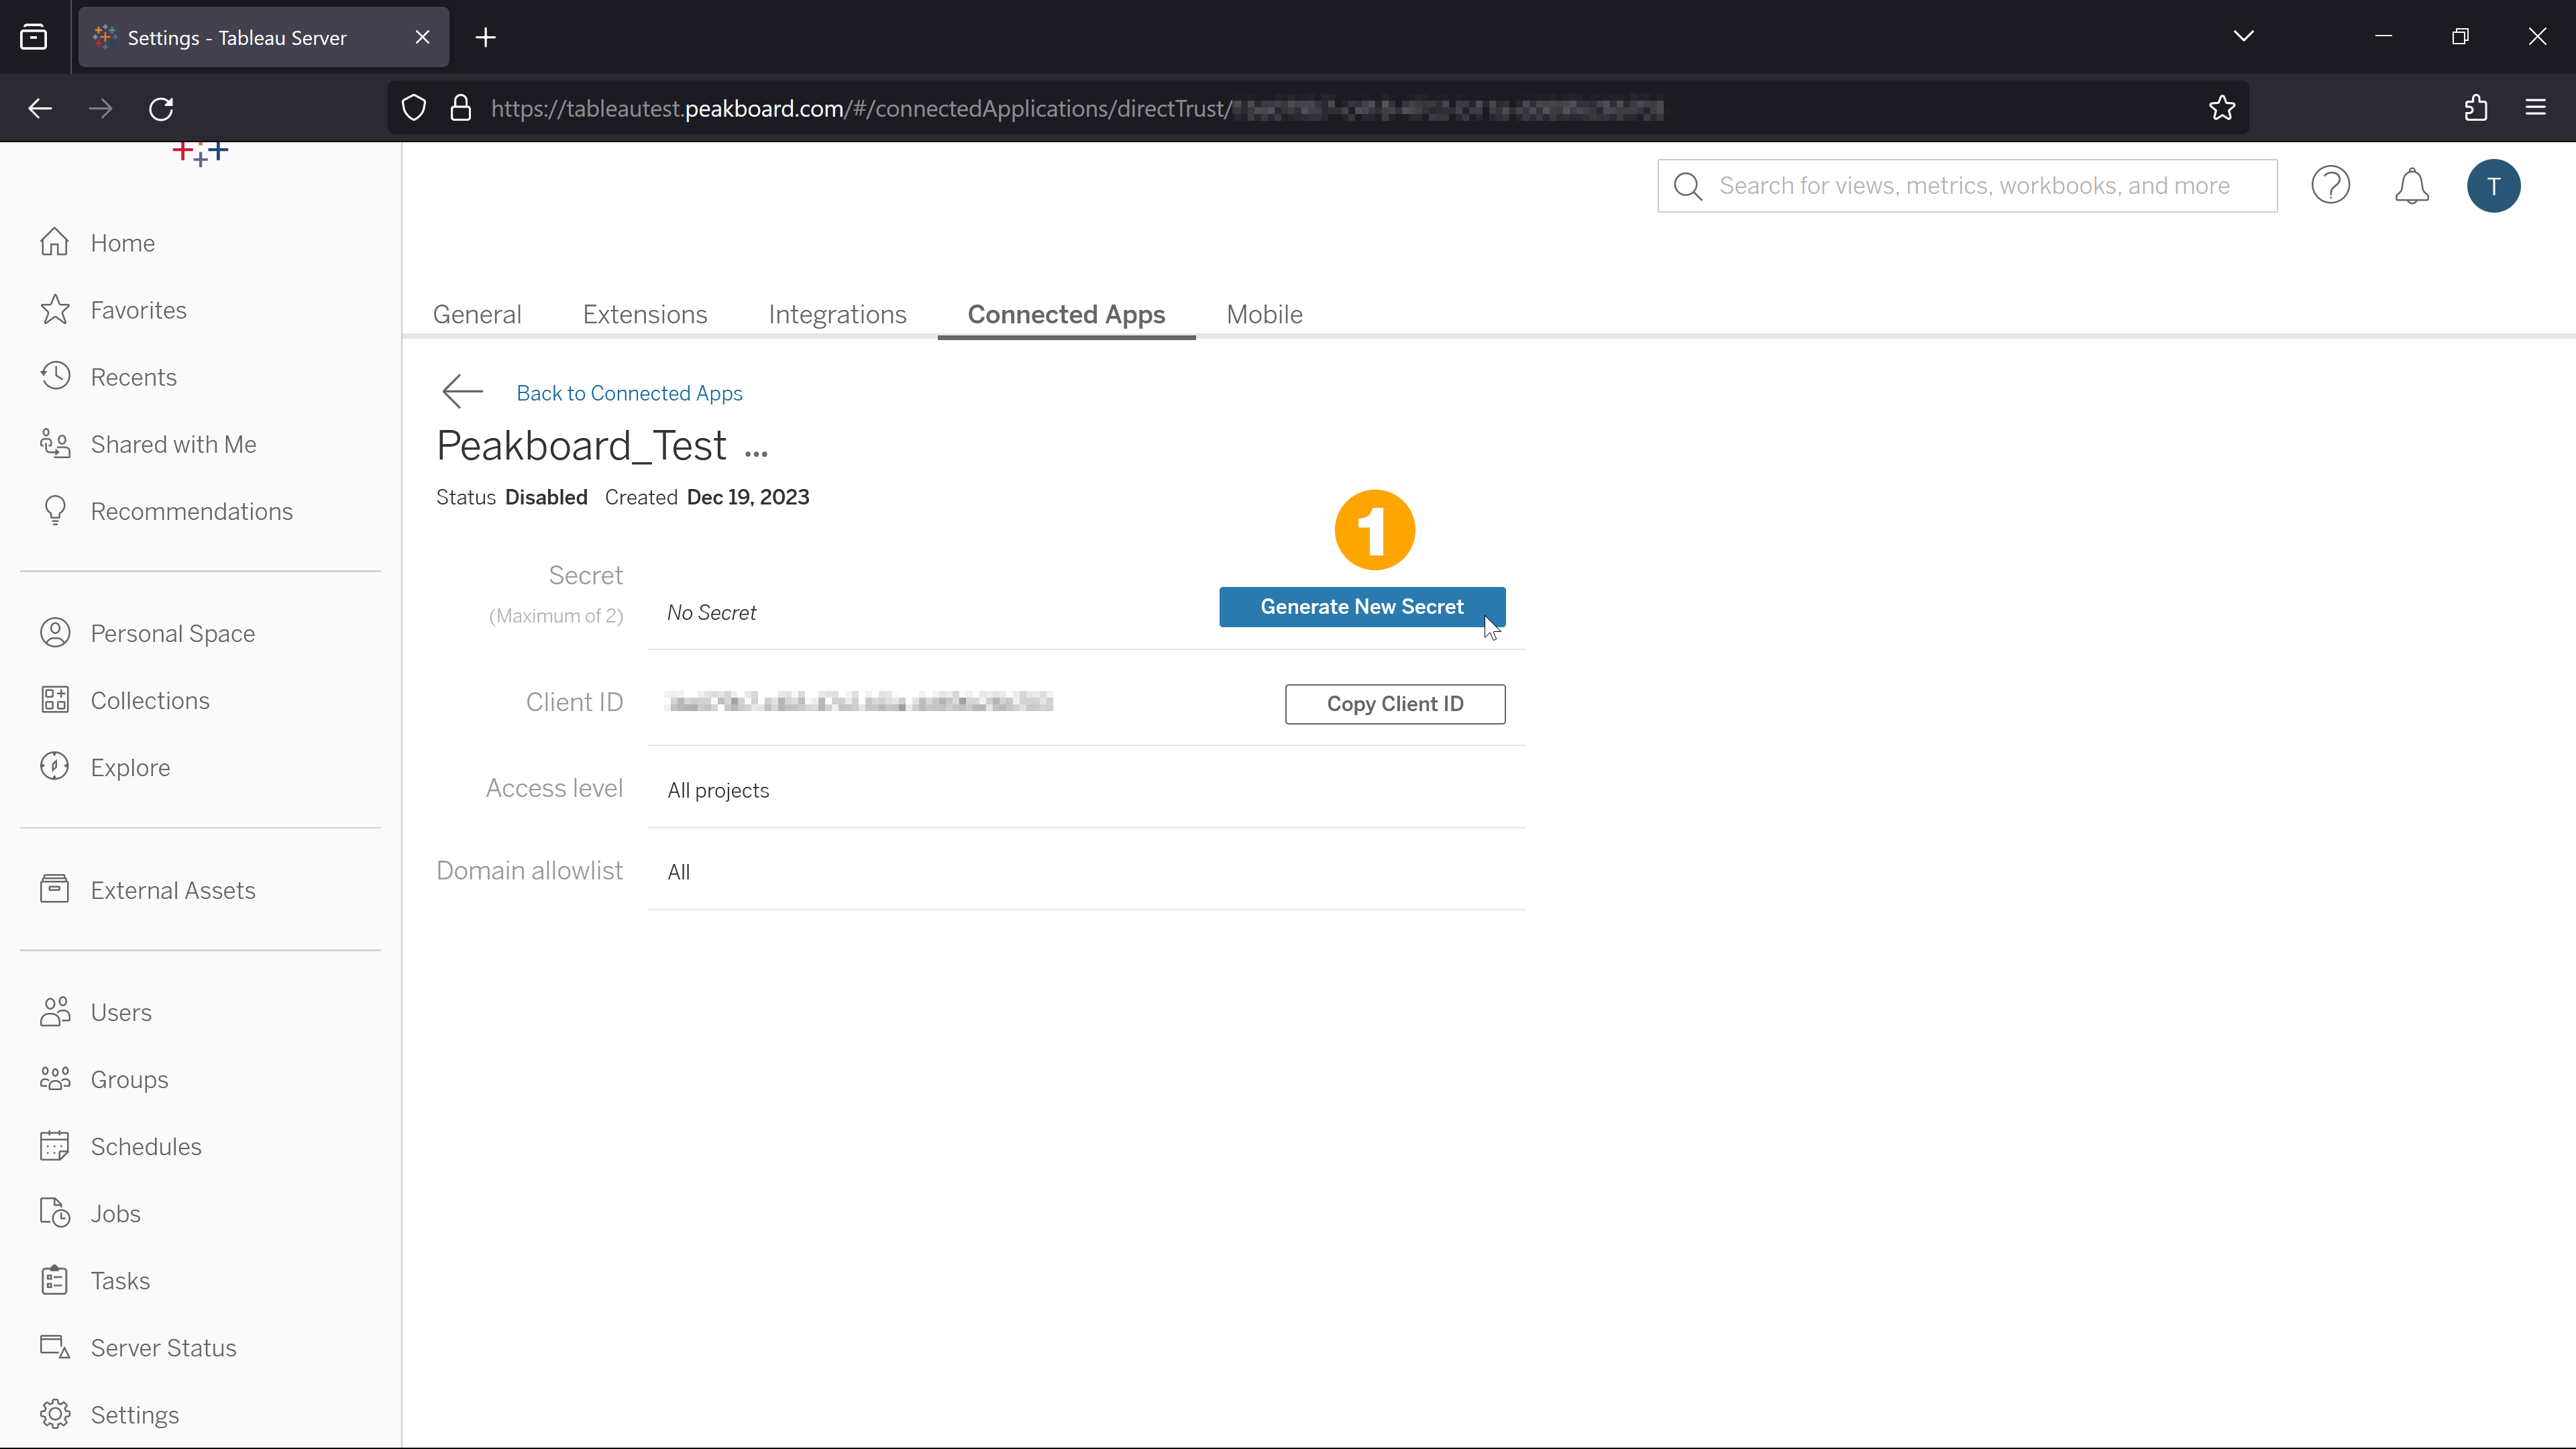 Settings - Tableau Server
https://tableautest.peakboard.com/#/connectedApplications/directTrust/
Search for views, metrics, workbooks, and more
T
Home
Favorites
Recents
Shared with Me
Recommendations
Personal Space
Collections
Explore
External Assets
Users
Groups
Schedules
Jobs
Tasks
Server Status
Settings
General Extensions Integrations Connected Apps Mobile
Back to Connected Apps
Peakboard_Test ...
Status Disabled Created Dec 19, 2023
1
Secret
(Maximum of 2) No Secret Generate New Secret
Client ID Copy Client ID
Access level All projects
Domain allowlist All